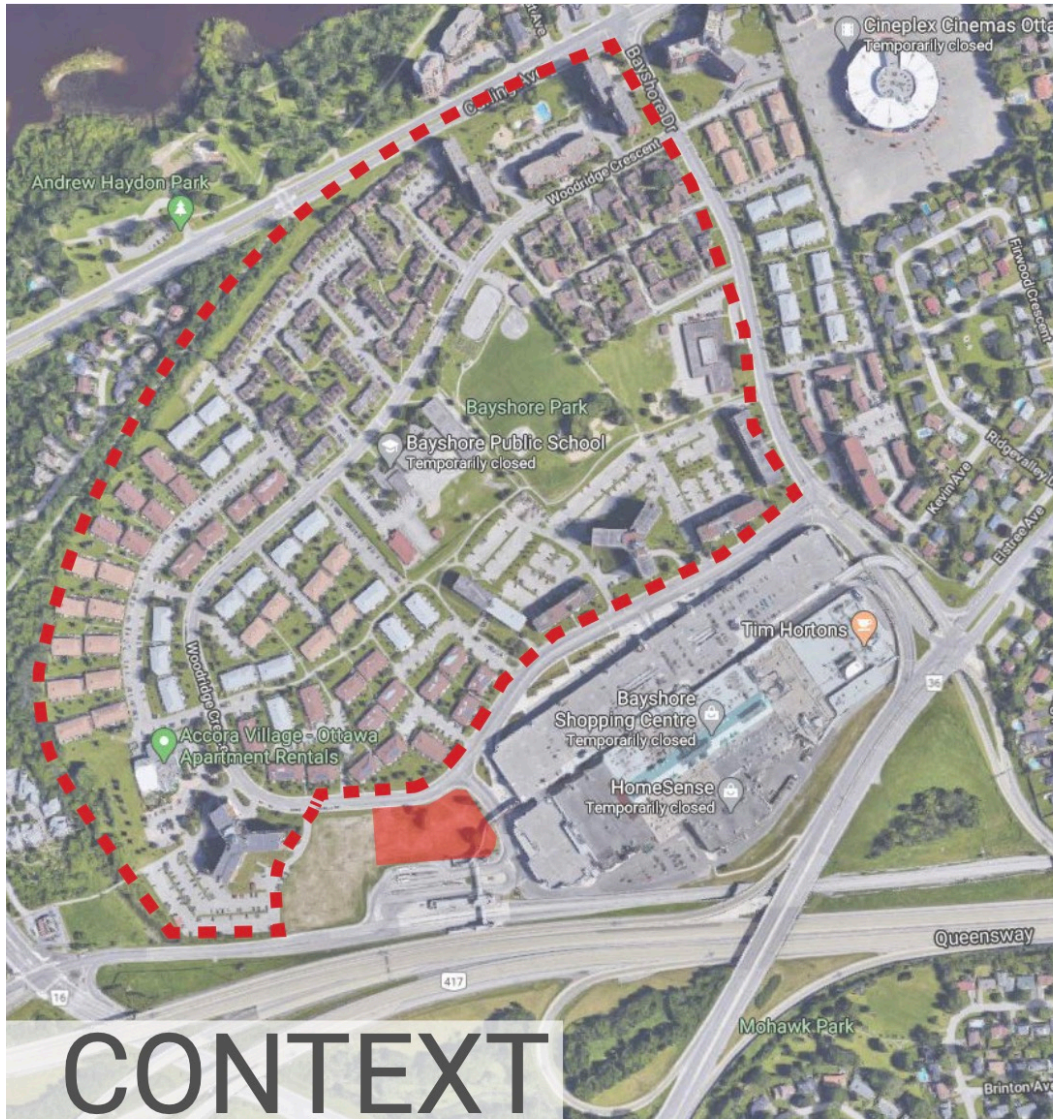 Cineplex Cinemas Otta
Temporarily closed
Bayshore Dr
Woodridge Crescent
Andrew Haydon Park
Firwood Crescent
Bayshore Park
Bayshore Public School
Temporarily closed
Kevin Ave
Elstree Ave
Tim Hortons
Woodridge Cresce
36
Bayshore
Shopping Centre
Temporarily closed
Accora Village - Ottawa
Apartment Rentals
HomeSense
Temporarily closed
Queensway
417
16
Mohawk Park
CONTEXT
Brinton Ave